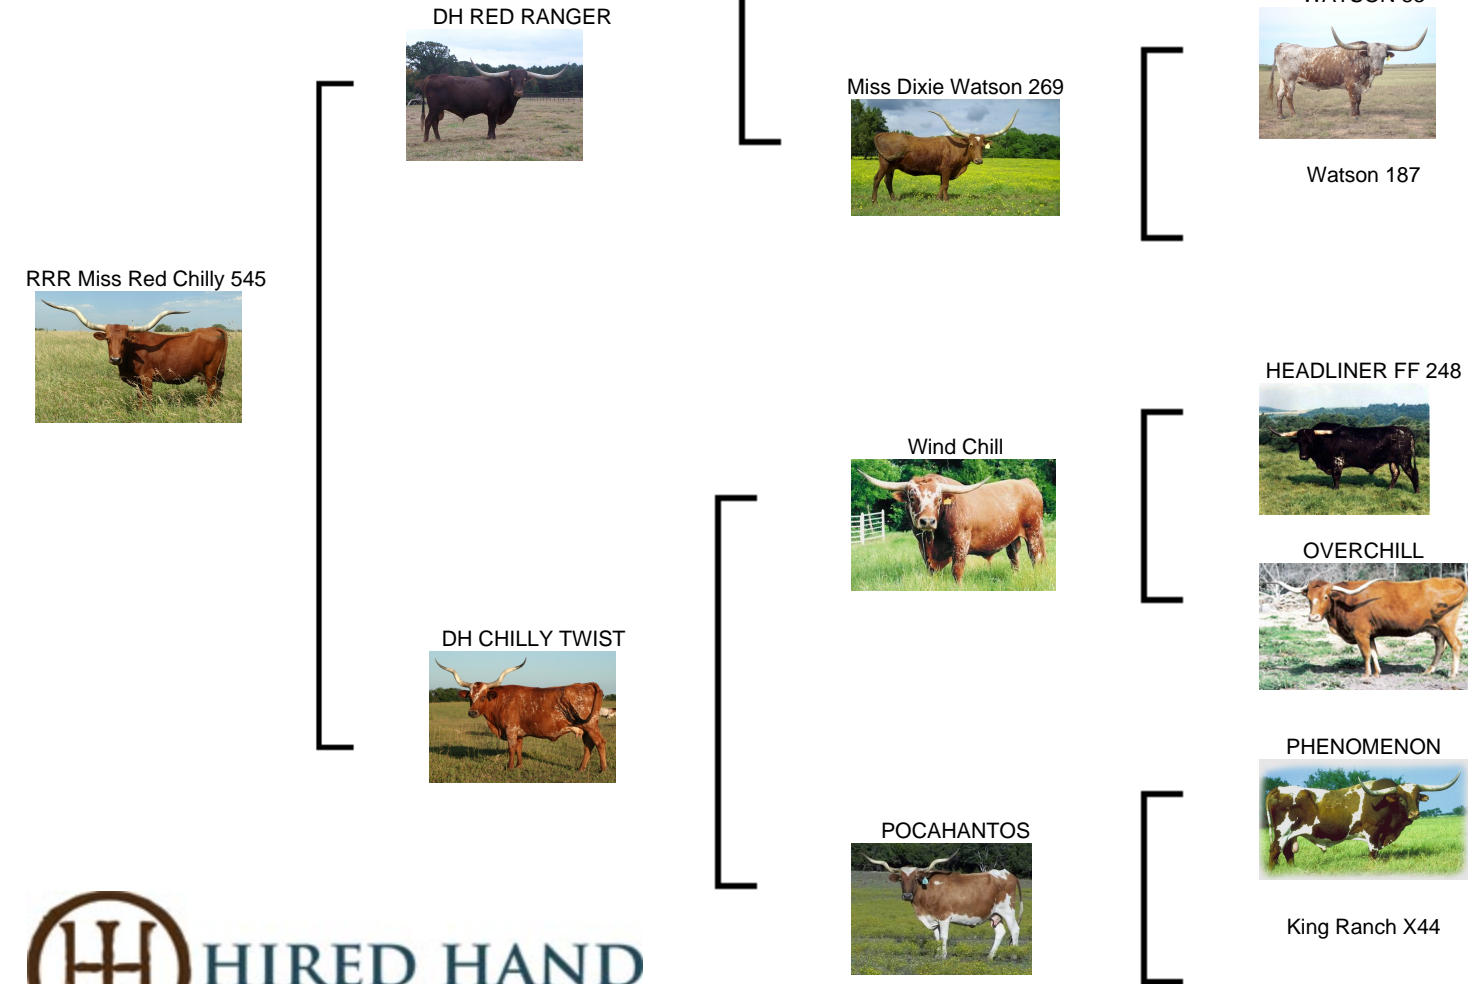 DH RED RANGER
Miss Dixie Watson 269
Watson 187
RRR Miss Red Chilly 545
HEADLINER FF 248
Wind Chill
OVERCHILL
DH CHILLY TWIST
PHENOMENON
POCAHANTOS
King Ranch X44
HIRED HAND